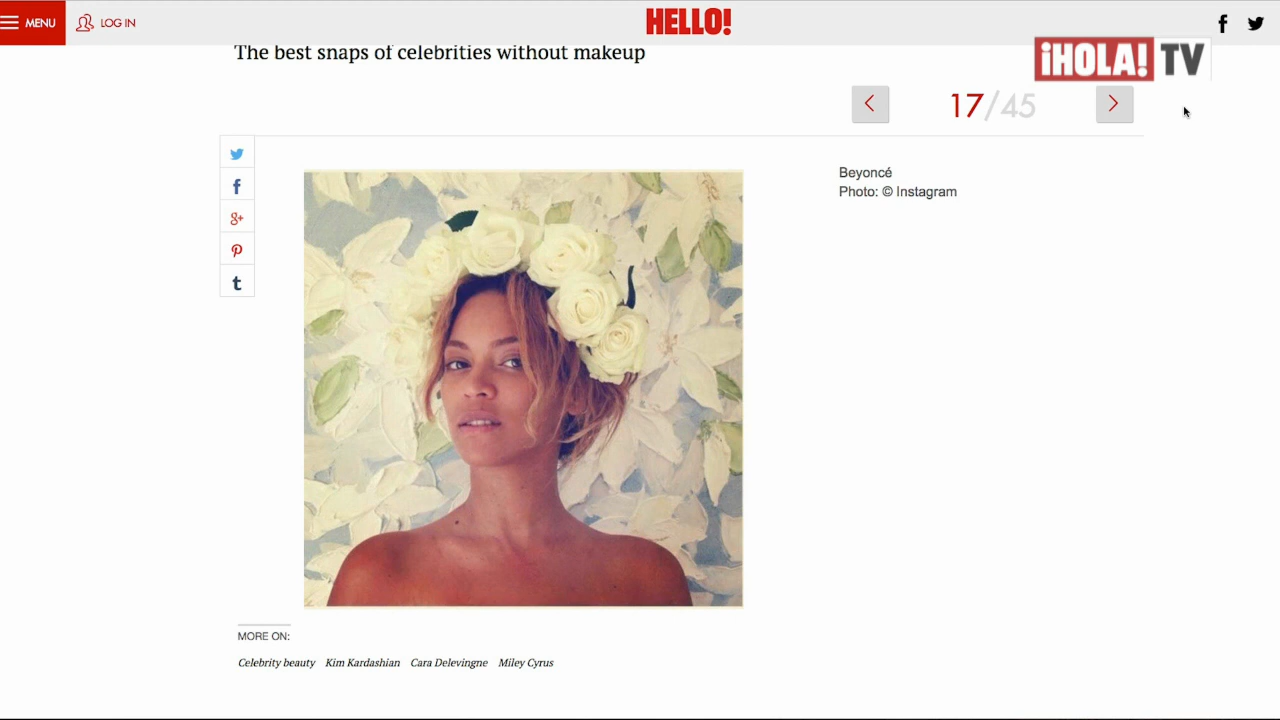 MENU
LOG IN
HELLO!
The best snaps of celebrities without makeup
¡HOLA! TV
17/45
Beyoncé
Photo: © Instagram
MORE ON:
Celebrity beauty Kim Kardashian Cara Delevingne Miley Cyrus